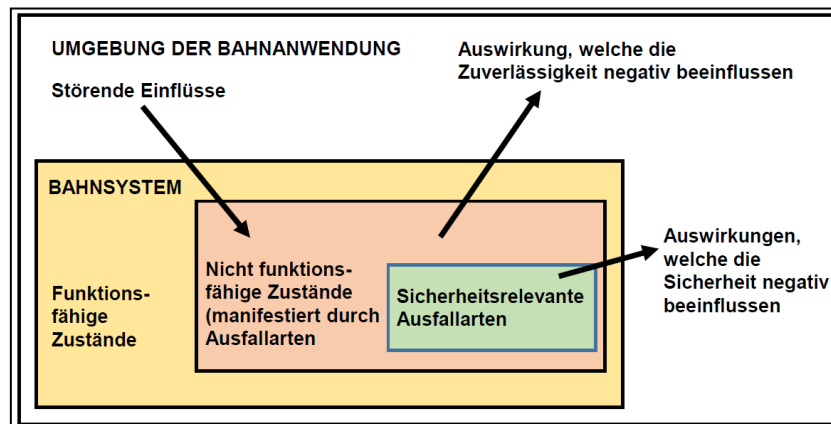 UMGEBUNG DER BAHNANWENDUNG
Störende Einflüsse
Auswirkung, welche die
Zuverlässigkeit negativ beeinflussen
BAHNSYSTEM
Funktions-
fähige
Zustände
Nicht funktions-
fähige Zustände
(manifestiert durch
Ausfallarten
Sicherheitsrelevante
Ausfallarten
Auswirkungen,
welche die
Sicherheit negativ
beeinflussen